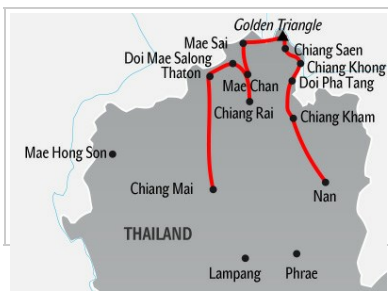 Golden Triangle
Mae Sai
Chiang Saen
Doi Mae Salong
Chiang Khong
Thaton
Doi Pha Tang
Mae Chan
Chiang Rai
Chiang Kham
Mae Hong Son
Chiang Mai
Nan
THAILAND
Lampang
Phrae